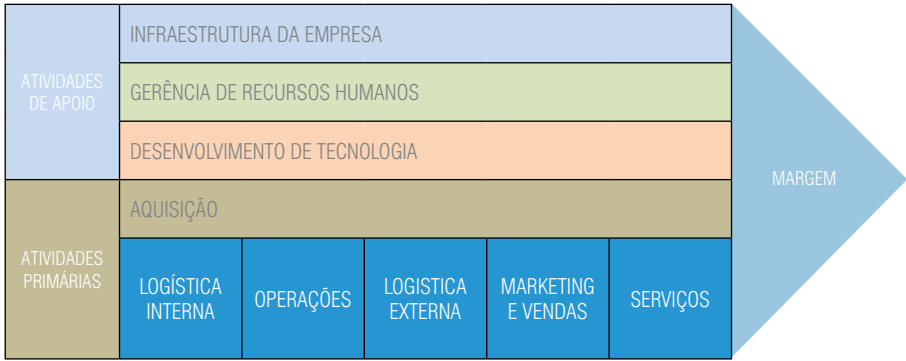 INFRAESTRUTURA DA EMPRESA
ATIVIDADES
DE APOIO
GERÊNCIA DE RECURSOS HUMANOS
DESENVOLVIMENTO DE TECNOLOGIA
MARGEM
AQUISIÇÃO
ATIVIDADES
PRIMÁRIAS
LOGÍSTICA
INTERNA
OPERAÇÕES
LOGISTICA
EXTERNA
MARKETING
E VENDAS
SERVIÇOS